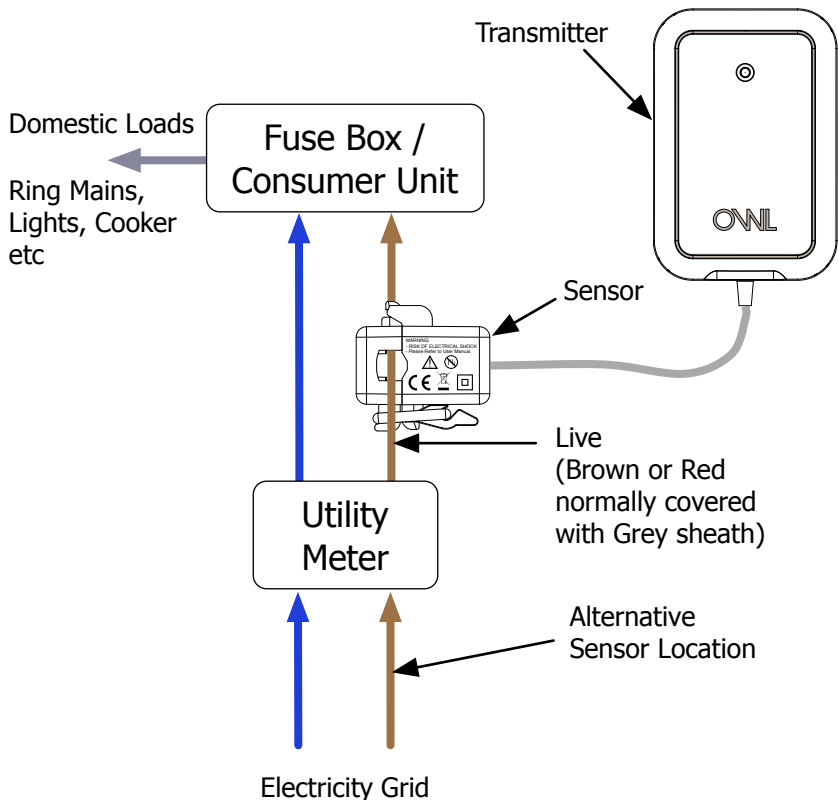 Transmitter
Domestic Loads
Fuse Box /
Consumer Unit
Ring Mains,
Lights, Cooker
etc
OWL
Sensor
WARNING
- RISK OF ELECTRICAL SHOCK
- Please Refer to User Manual.
CE
Live
(Brown or Red
normally covered
with Grey sheath)
Utility
Meter
Alternative
Sensor Location
Electricity Grid